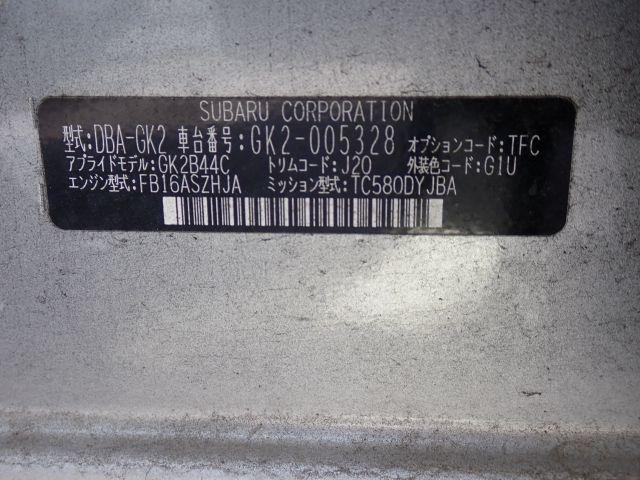 SUBARU CORPORATION
型式:DBA-GK2 車台番号:GK2-005328 オプションコード:TFC
アプライドモデル:GK2B44C トリムコード:J20 外装色コード:G1U
エンジン型式:FB16ASZHJA ミッション型式:TC580DYJBA